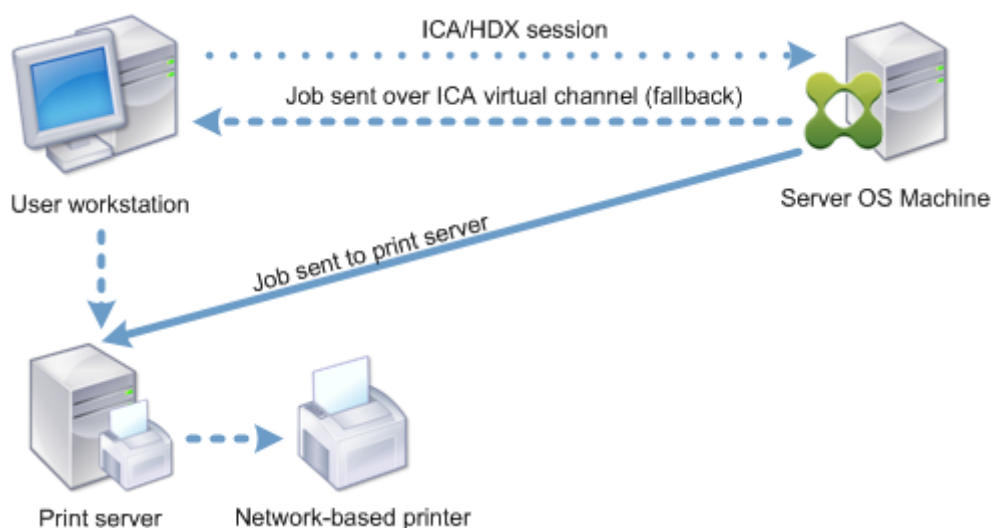 ICA/HDX session
Job sent over ICA virtual channel (fallback)
User workstation
Server OS Machine
Job sent to print server
Print server
Network-based printer